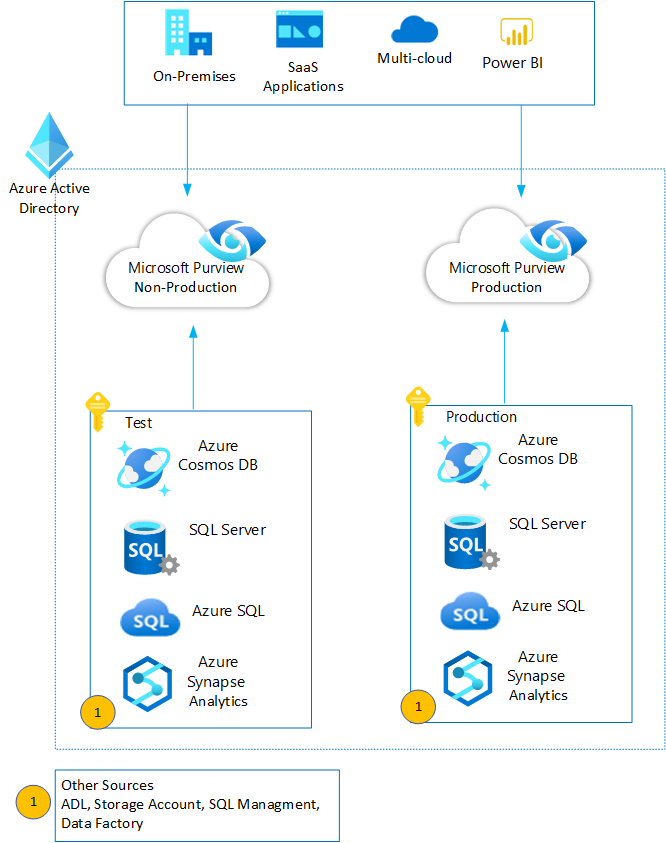 On-Premises
SaaS
Applications
Multi-cloud
Power BI
Azure Active
Directory
Microsoft Purview
Non-Production
Microsoft Purview
Production
Test
Azure
Cosmos DB
SQL
SQL Server
SQL
Azure SQL
Azure
Synapse
Analytics
1
Production
Azure
Cosmos DB
SQL
SQL Server
SQL
Azure SQL
Azure
Synapse
Analytics
1
1
Other Sources
ADL, Storage Account, SQL Managment,
Data Factory